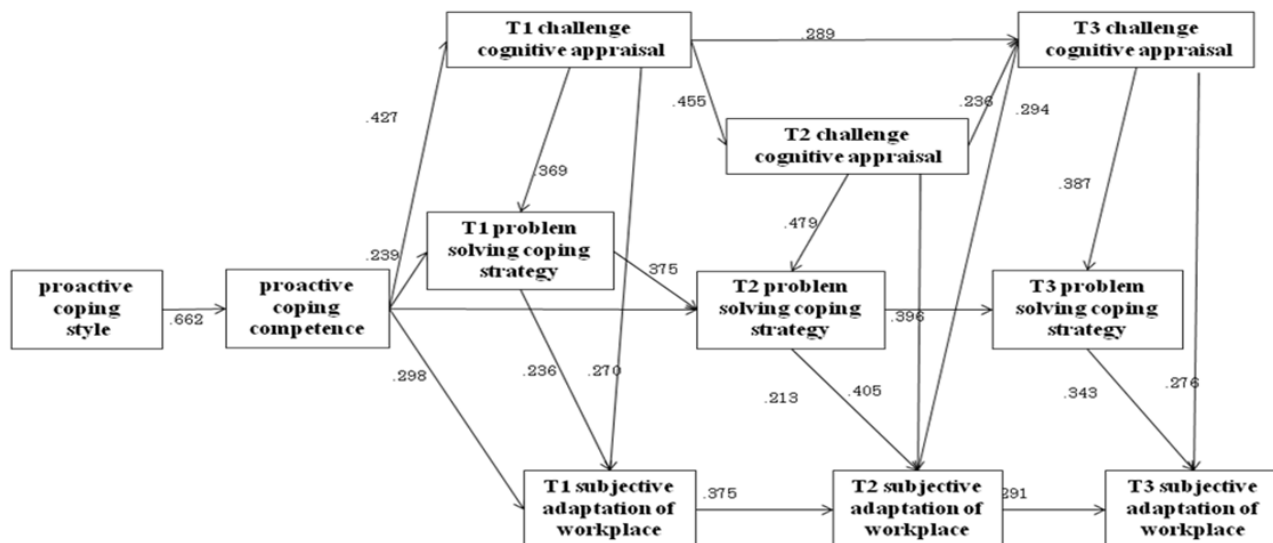 T1 challenge
cognitive appraisal
.289
T3 challenge
cognitive appraisal
.427
.455
.236
.294
T2 challenge
cognitive appraisal
.369
.387
.479
T1 problem
solving coping
strategy
.239
.375
proactive
coping
style
.662
proactive
coping
competence
T2 problem
solving coping
strategy
.396
T3 problem
solving coping
strategy
.298
.236
.270
.213
.405
.343
.276
T1 subjective
adaptation of
workplace
.375
T2 subjective
adaptation of
workplace
.291
T3 subjective
adaptation of
workplace